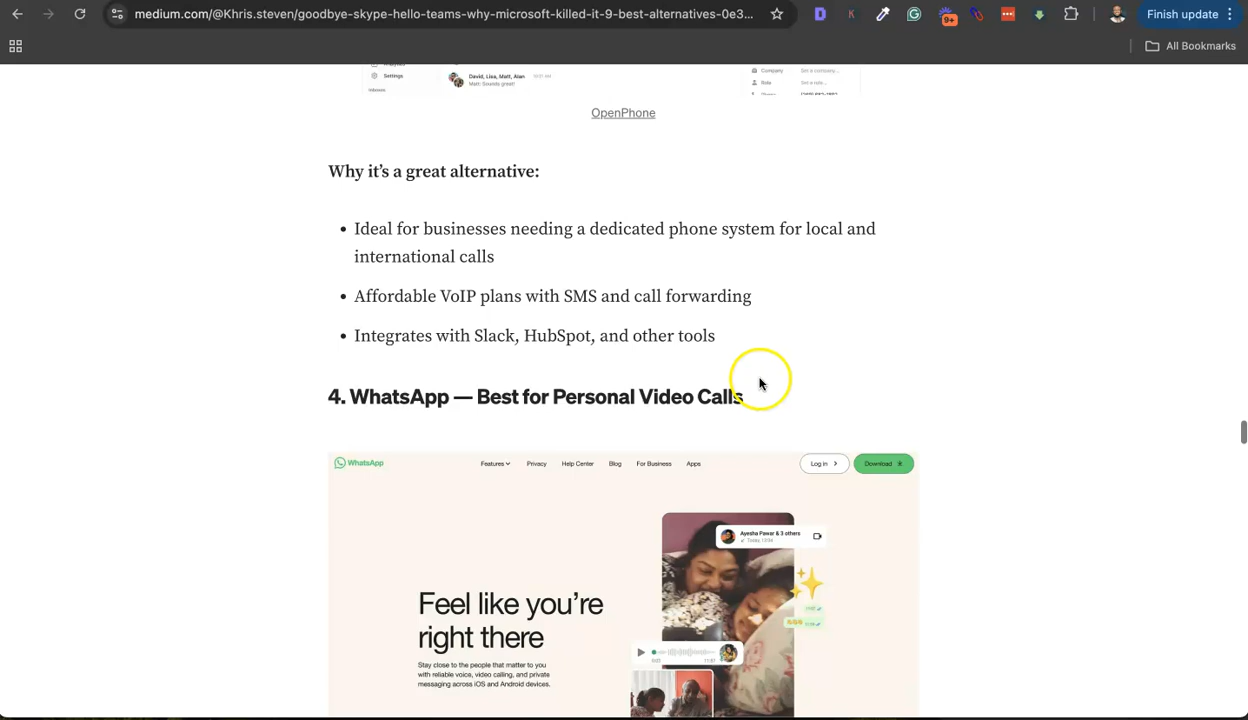 medium.com/@Khris.steven/goodbye-skype-hello-teams-why-microsoft-killed-it-9-best-alternatives-0e3...
9+
Finish update
All Bookmarks
Settings
David, Lisa, Matt, Alan
Company
Set a company...
Role
Set a role...
OpenPhone
Why it’s a great alternative:
• Ideal for businesses needing a dedicated phone system for local and
international calls
• Affordable VoIP plans with SMS and call forwarding
• Integrates with Slack, HubSpot, and other tools
4. WhatsApp — Best for Personal Video Calls
WhatsApp
Features
Privacy
Help Center
Blog
For Business
Apps
Log in
Download
Ayesha Pawar & 3 others
Feel like you’re
right there
Stay close to the people that matter to you
with reliable voice, video calling, and private
messaging across iOS and Android devices.